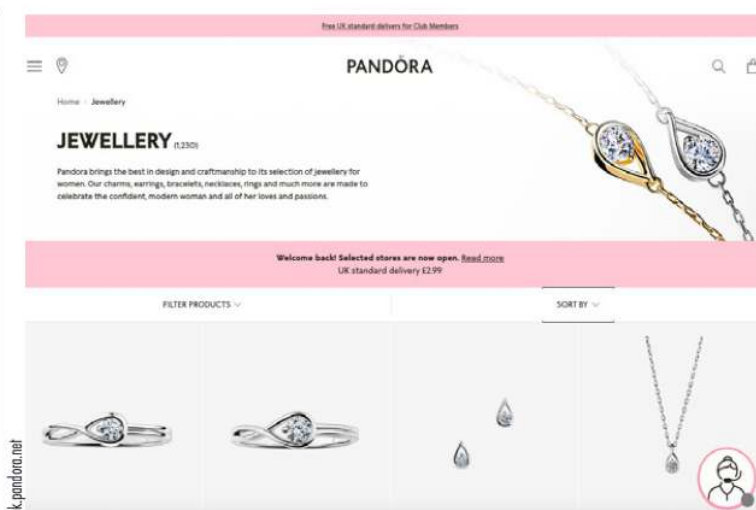 Free UK standard delivery for Club Members
PANDÖRA
Home Jewellery
JEWELLERY (1,230)
Pandora brings the best in design and craftmanship to its selection of jewellery for
women. Our charms, earrings, bracelets, necklaces, rings and much more are made to
celebrate the confident, modern woman and all of her loves and passions.
Welcome back! Selected stores are now open. Read more
UK standard delivery £2.99
FILTER PRODUCTS
SORT BY
k.pandora.net